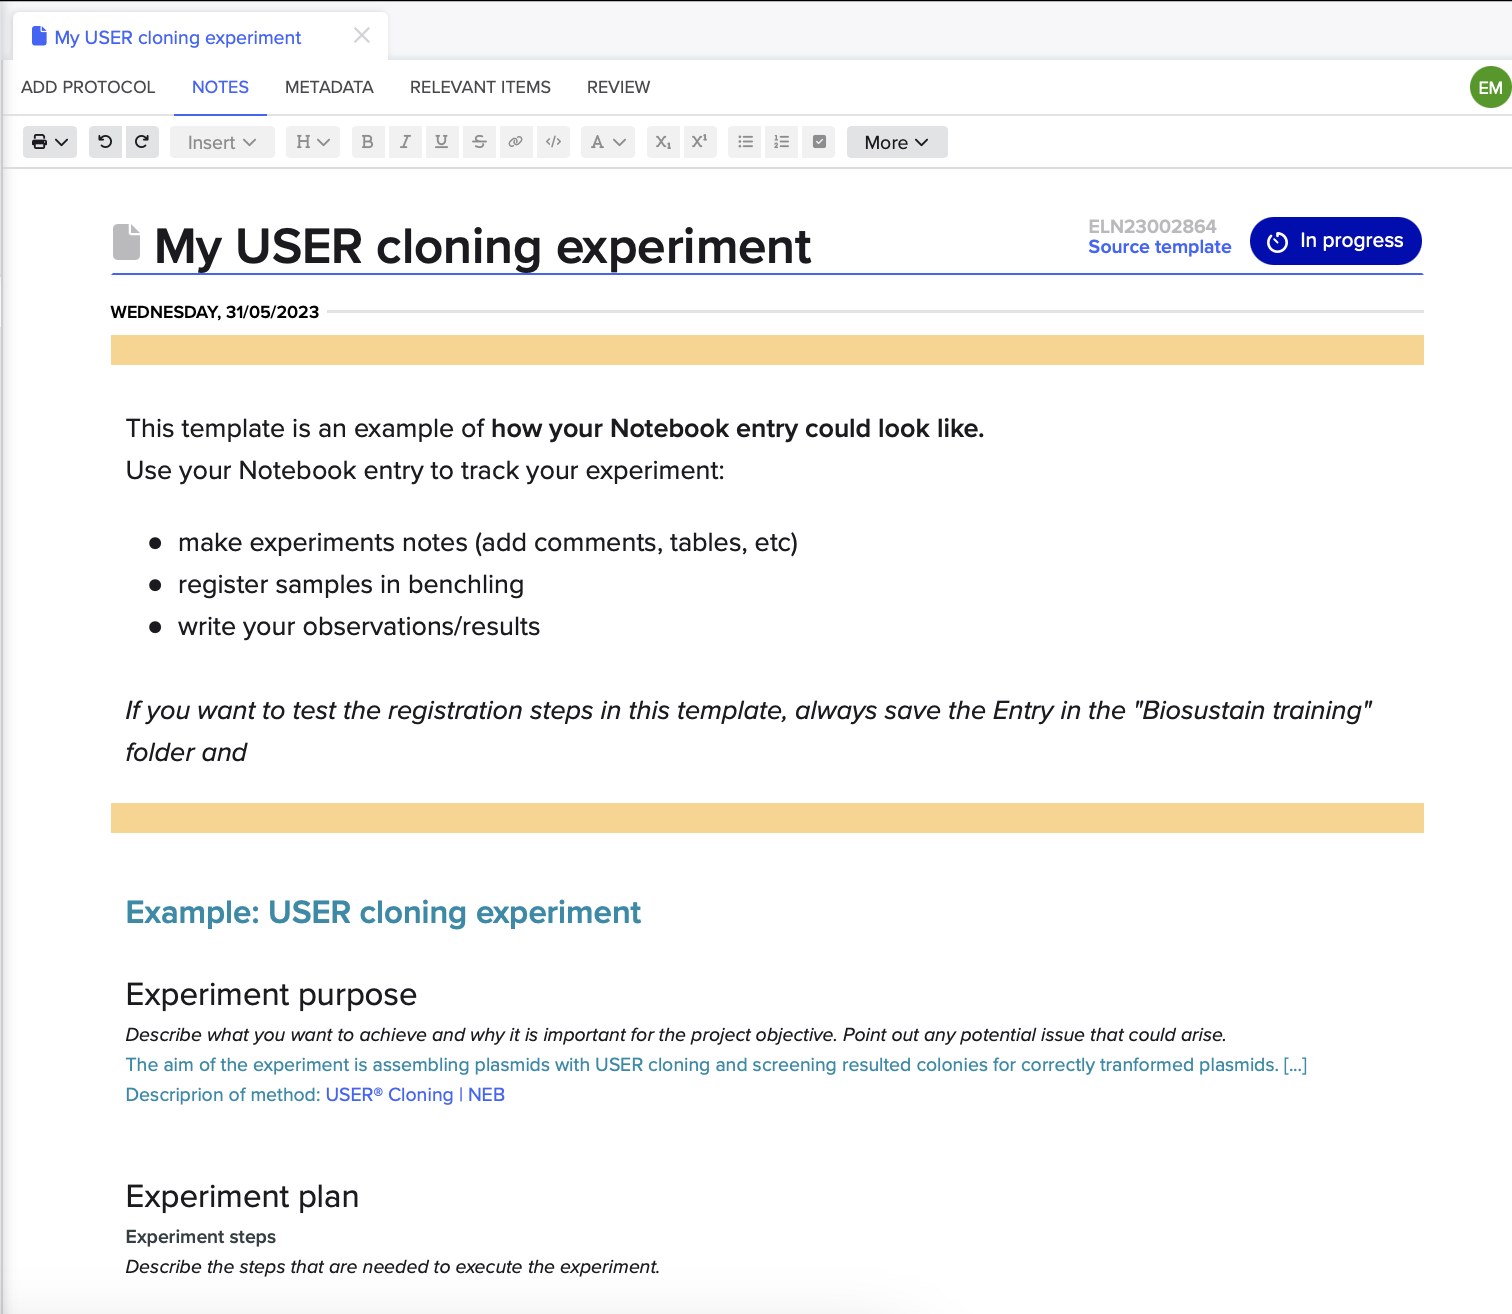 My USER cloning experiment
ADD PROTOCOL NOTES METADATA RELEVANT ITEMS REVIEW
EM
Insert H B I U S </> A X₁ X¹ More
My USER cloning experiment
ELN23002864
Source template
In progress
WEDNESDAY, 31/05/2023
This template is an example of how your Notebook entry could look like.
Use your Notebook entry to track your experiment:
● make experiments notes (add comments, tables, etc)
● register samples in benchling
● write your observations/results
If you want to test the registration steps in this template, always save the Entry in the "Biosustain training"
folder and
Example: USER cloning experiment
Experiment purpose
Describe what you want to achieve and why it is important for the project objective. Point out any potential issue that could arise.
The aim of the experiment is assembling plasmids with USER cloning and screening resulted colonies for correctly tranformed plasmids. [...]
Descriprion of method: USER® Cloning | NEB
Experiment plan
Experiment steps
Describe the steps that are needed to execute the experiment.